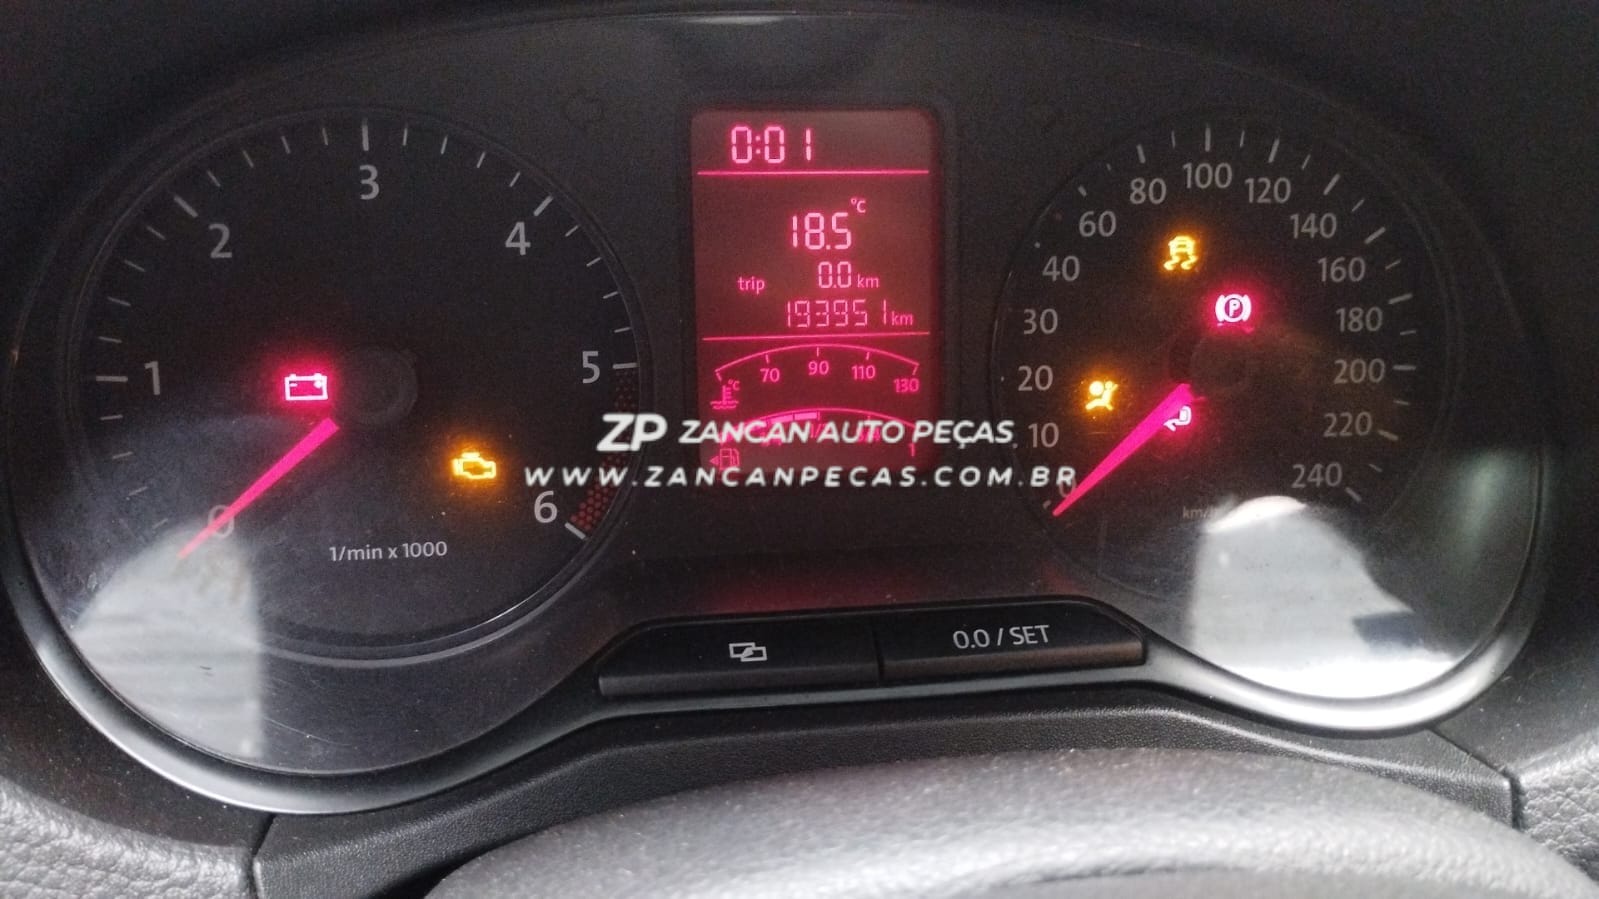 0:01
18.5 °C
trip 0.0 km
193951 km
70 90 110 130
°C
1
0 1 2 3 4 5 6
1/min x 1000
0 10 20 30 40 60 80 100 120 140 160 180 200 220 240
P
ZP ZANCAN AUTO PEÇAS
WWW.ZANCANPECAS.COM.BR
0.0 / SET